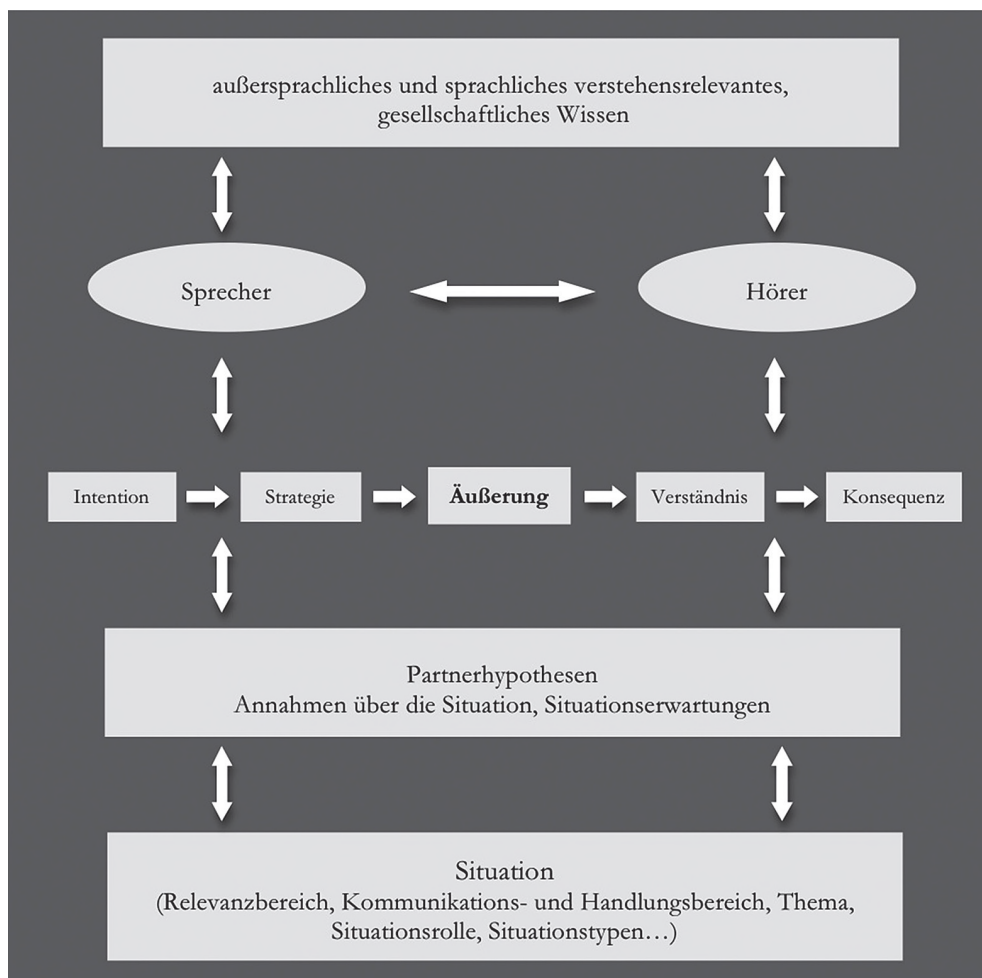 außersprachliches und sprachliches verstehensrelevantes,
gesellschaftliches Wissen
Sprecher
Hörer
Intention
Strategie
Äußerung
Verständnis
Konsequenz
Partnerhypothesen
Annahmen über die Situation, Situationserwartungen
Situation
(Relevanzbereich, Kommunikations- und Handlungsbereich, Thema,
Situationsrolle, Situationstypen…)